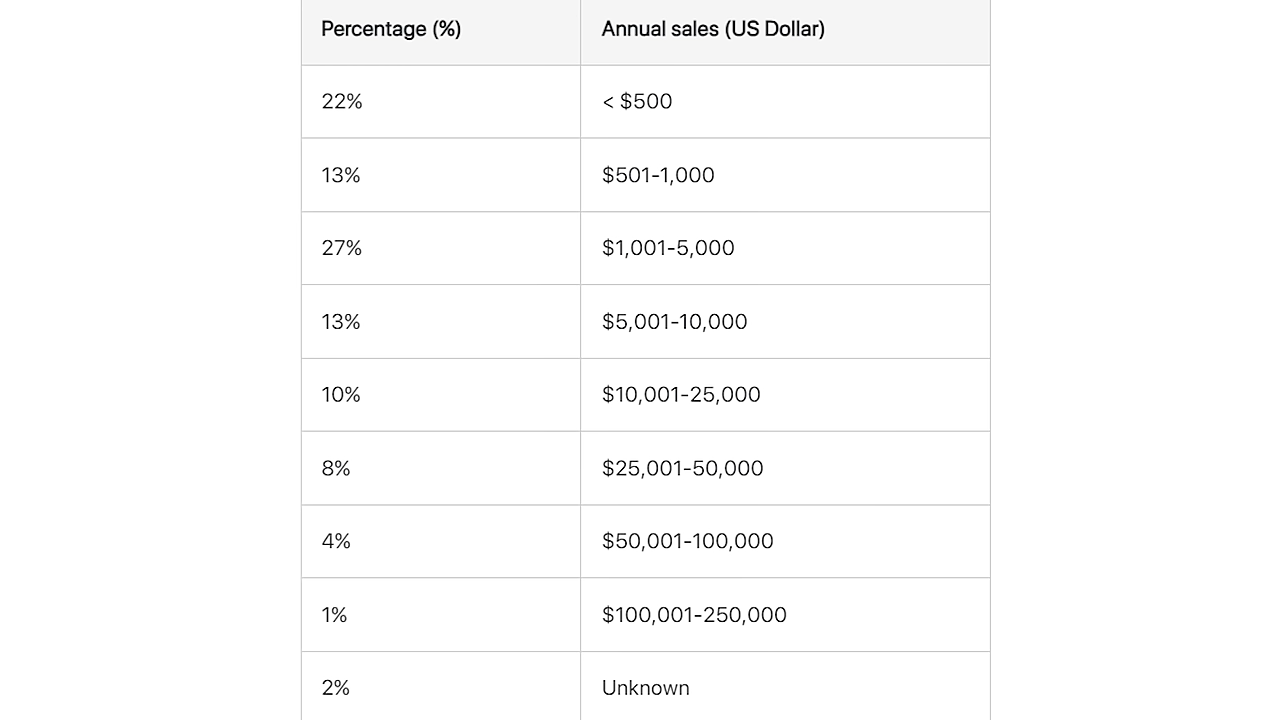 Percentage (%) Annual sales (US Dollar)
22% < $500
13% $501-1,000
27% $1,001-5,000
13% $5,001-10,000
10% $10,001-25,000
8% $25,001-50,000
4% $50,001-100,000
1% $100,001-250,000
2% Unknown